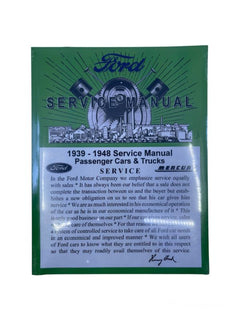 Ford
SERVICE MANUAL
1939 - 1948 Service Manual
Passenger Cars & Trucks
Ford
SERVICE
MERCURY
In the Ford Motor Company we emphasize service equally
with sales * It has always been our belief that a sale does not
complete the transaction between us and the buyer but estab-
lishes a new obligation on us to see that his car gives him
service * We are as much interested in his economical operation
of the car as he is in our economical manufacture of it * This
is only good business on our part * If our
service * For that reason
a system of controlled service to take care of all Ford car needs
in an economical and improved manner * We wish all users
of Ford cars to know what they are entitled to in this respect
so that they may readily avail themselves of this service
Henry Ford